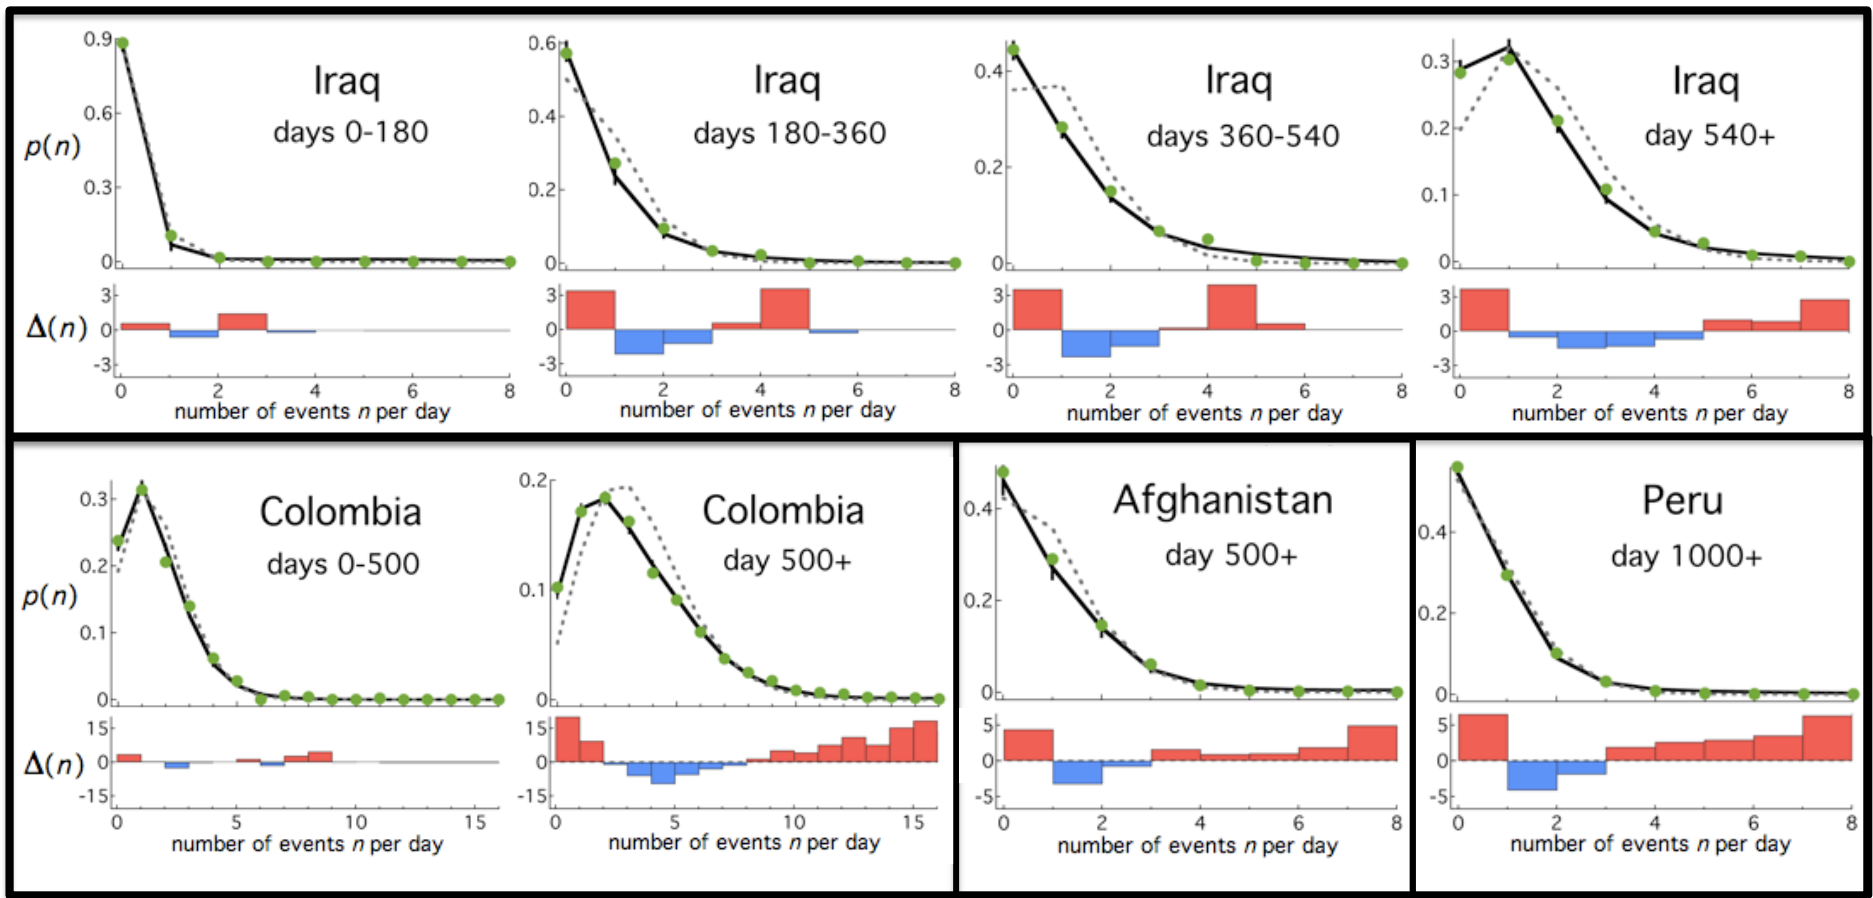 Iraq
days 0-180
p(n)
0.9
0.6
0.3
0
Δ(n)
3
0
-3
0 2 4 6 8
number of events n per day
Iraq
days 180-360
0.6
0.4
0.2
0
3
0
-3
0 2 4 6 8
number of events n per day
Iraq
days 360-540
0.4
0.2
0
3
0
-3
0 2 4 6 8
number of events n per day
Iraq
day 540+
0.3
0.2
0.1
0
3
0
-3
0 2 4 6 8
number of events n per day
Colombia
days 0-500
p(n)
0.3
0.2
0.1
0
Δ(n)
15
0
-15
0 5 10 15
number of events n per day
Colombia
day 500+
0.2
0.1
0
15
0
-15
0 5 10 15
number of events n per day
Afghanistan
day 500+
0.4
0.2
0
5
0
-5
0 2 4 6 8
number of events n per day
Peru
day 1000+
0.4
0.2
0
5
0
-5
0 2 4 6 8
number of events n per day